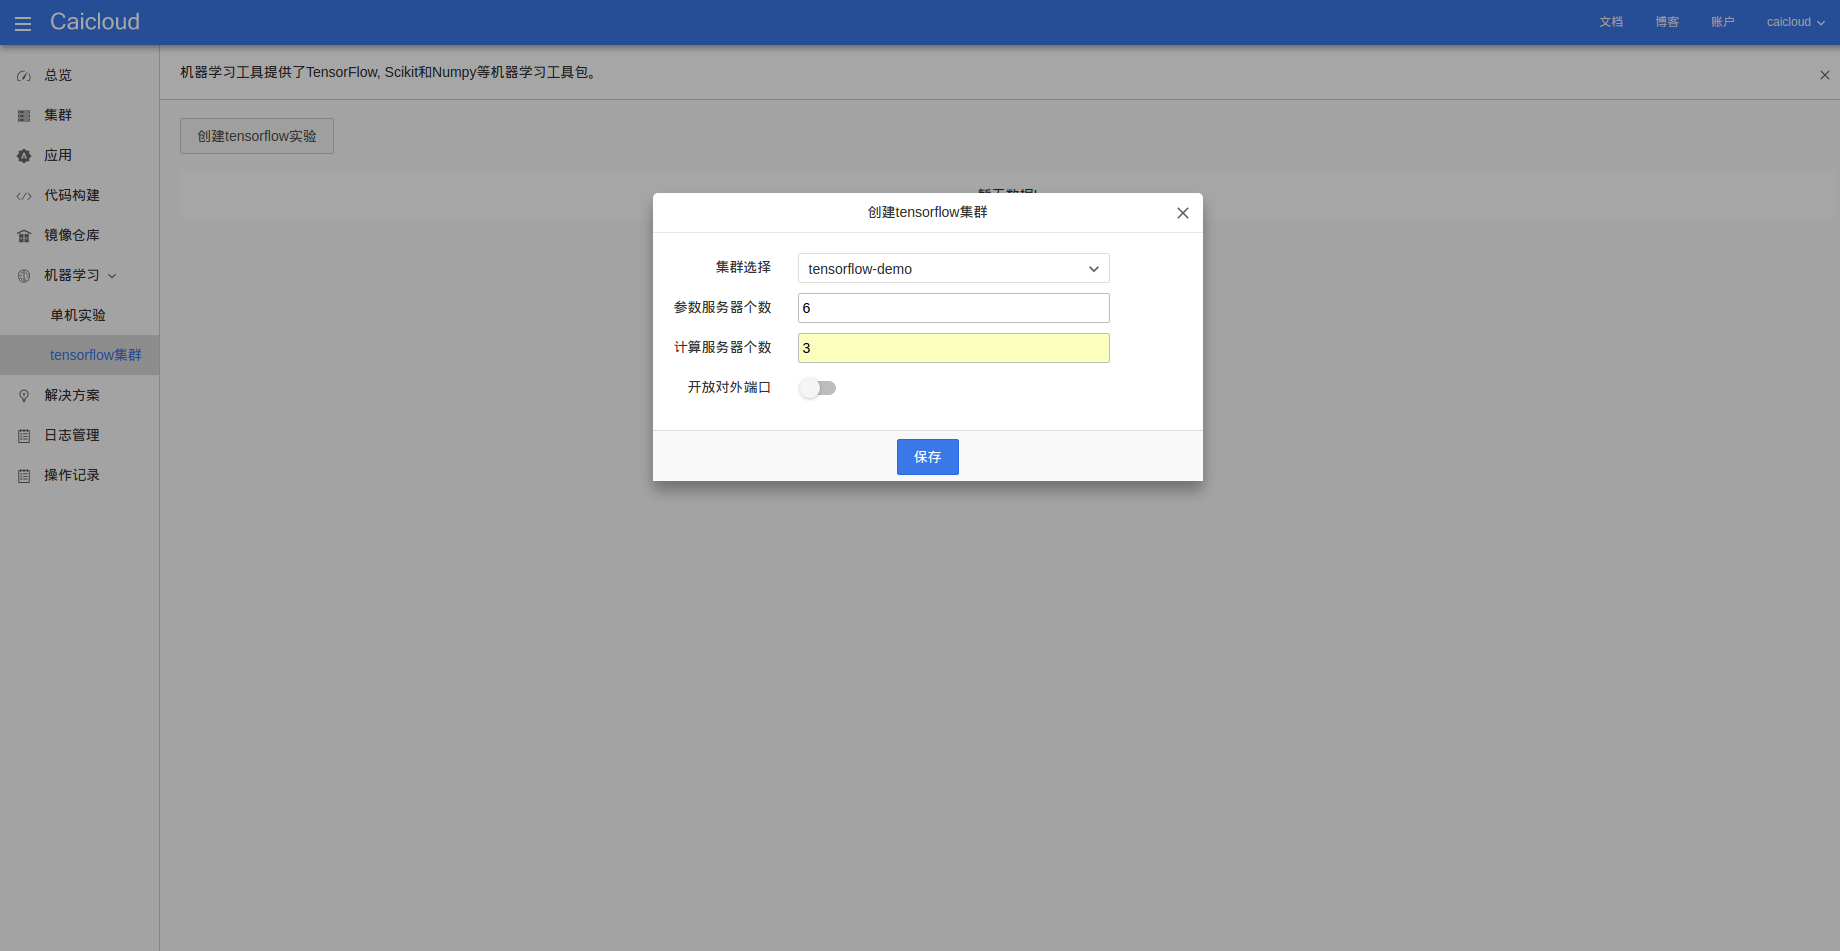 Caicloud
文档 博客 账户 caicloud
总览
集群
应用
代码构建
镜像仓库
机器学习
单机实验
tensorflow集群
解决方案
日志管理
操作记录
机器学习工具提供了TensorFlow, Scikit和Numpy等机器学习工具包。
创建tensorflow实验
暂无数据!
创建tensorflow集群
集群选择 tensorflow-demo
参数服务器个数 6
计算服务器个数 3
开放对外端口
保存